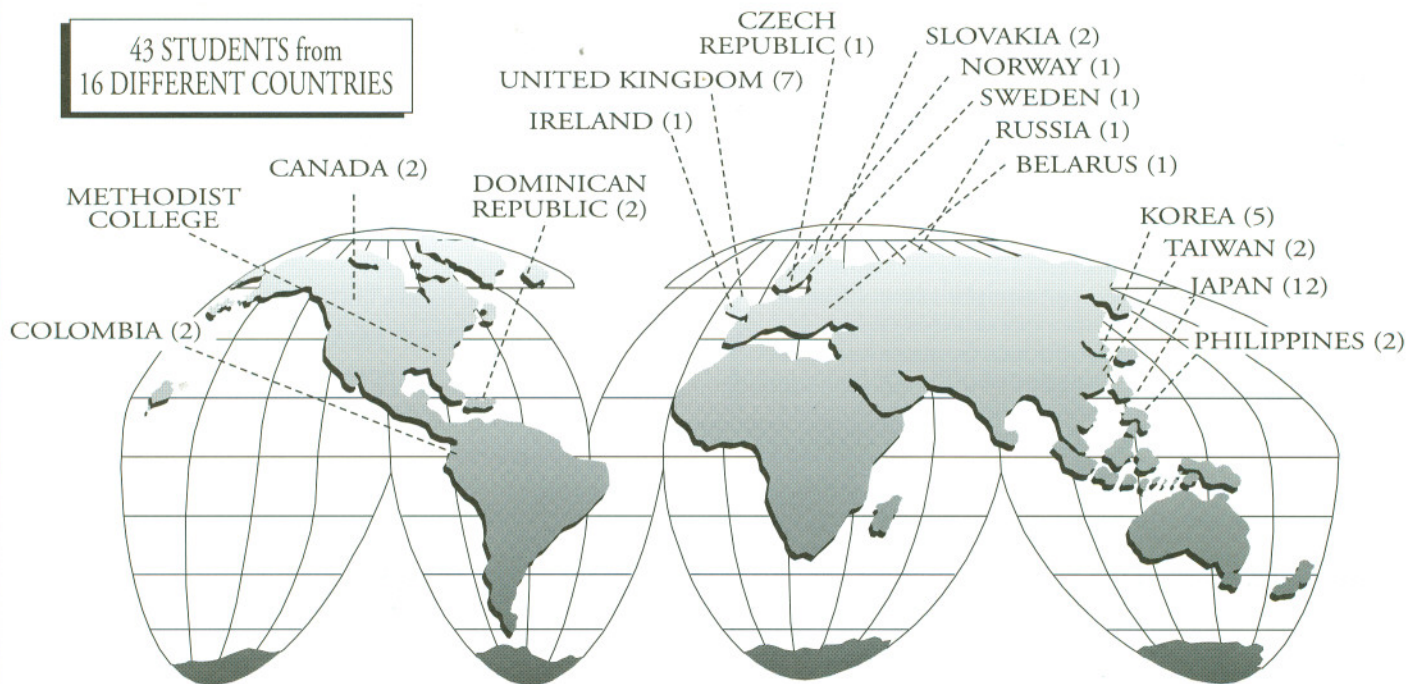 43 STUDENTS from
16 DIFFERENT COUNTRIES
CZECH
REPUBLIC (1)
UNITED KINGDOM (7)
IRELAND (1)
SLOVAKIA (2)
NORWAY (1)
SWEDEN (1)
RUSSIA (1)
BELARUS (1)
CANADA (2)
METHODIST
COLLEGE
DOMINICAN
REPUBLIC (2)
COLOMBIA (2)
KOREA (5)
TAIWAN (2)
JAPAN (12)
PHILIPPINES (2)